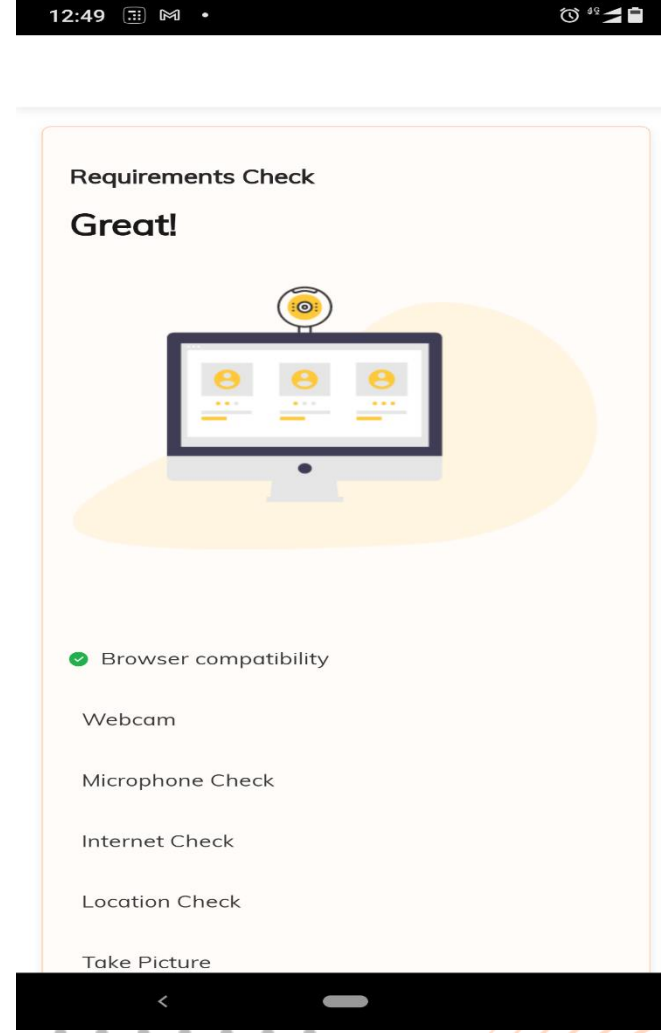 12:49
Requirements Check
Great!
Browser compatibility
Webcam
Microphone Check
Internet Check
Location Check
Take Picture